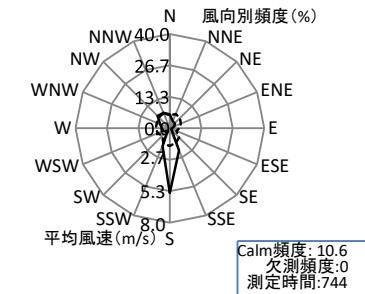 N 風向別頻度(%)
40.0
NNW NNE
NW 26.7 NE
WNW 13.3 ENE
W 0.0 E
WSW 2.7 ESE
SW 5.3 SE
SSW 8.0 SSE
平均風速(m/s) S
Calm頻度: 10.6
欠測頻度:0
測定時間:744